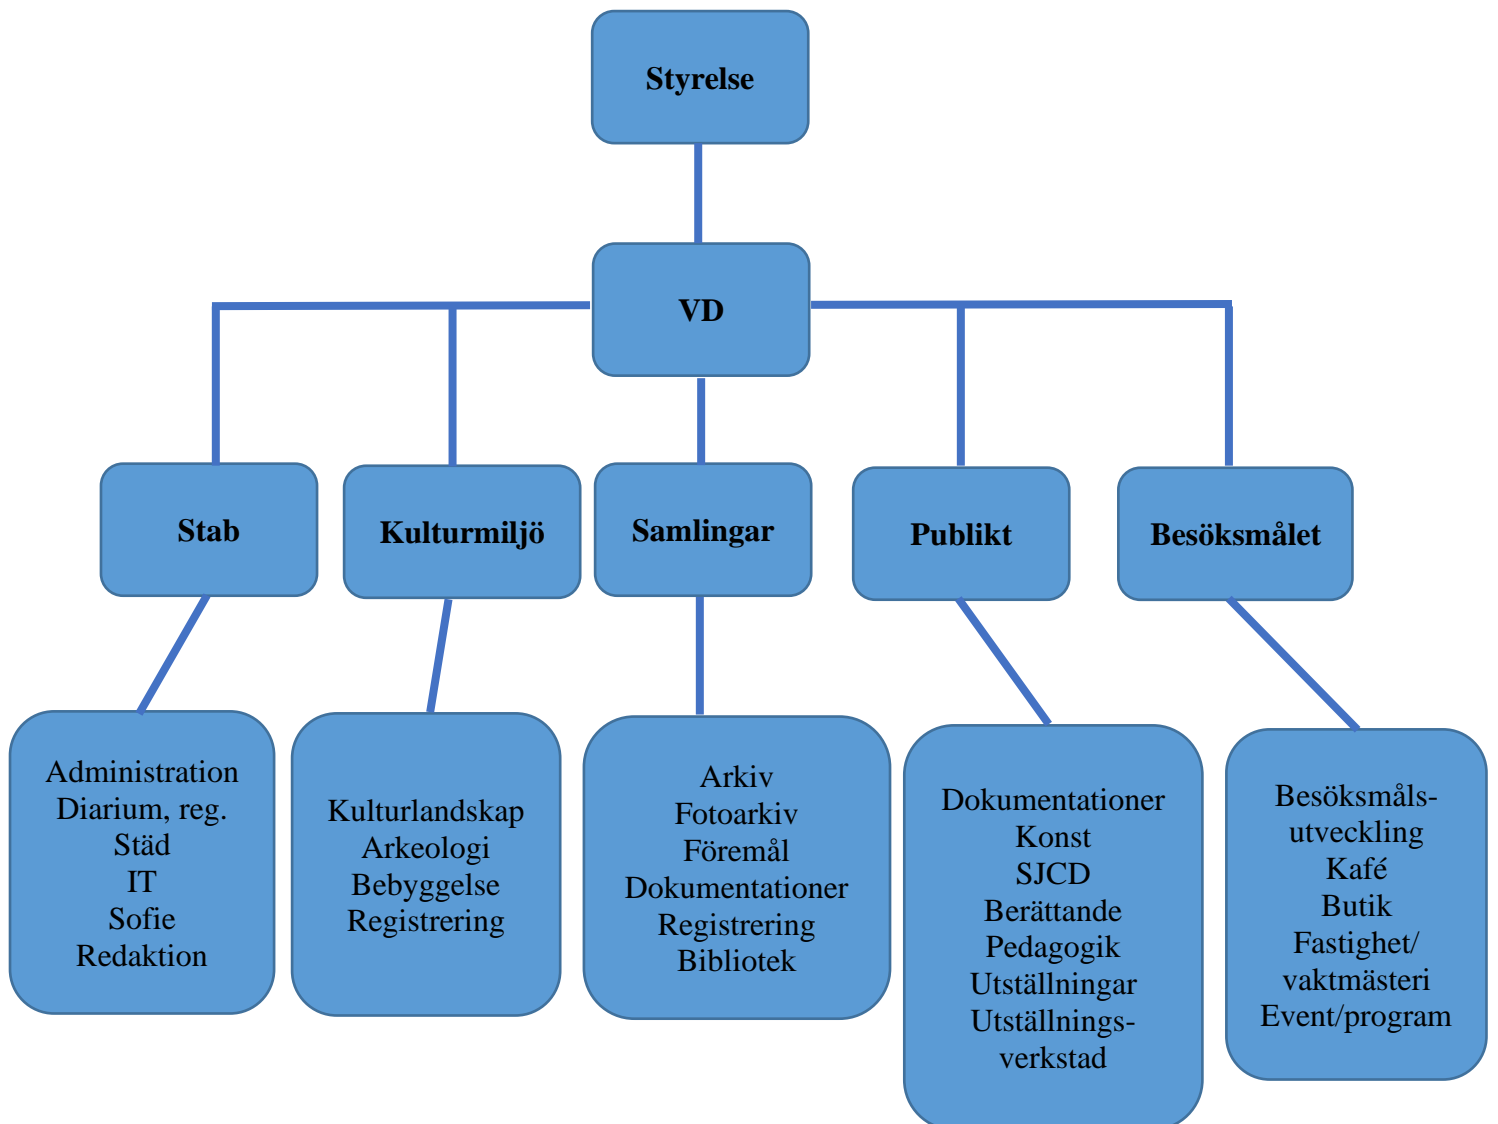 Styrelse
VD
Stab
Kulturmiljö
Samlingar
Publikt
Besöksmålet
Administration
Diarium, reg.
Städ
IT
Sofie
Redaktion
Kulturlandskap
Arkeologi
Bebyggelse
Registrering
Arkiv
Fotoarkiv
Föremål
Dokumentationer
Registrering
Bibliotek
Dokumentationer
Konst
SJCD
Berättande
Pedagogik
Utställningar
Utställnings-
verkstad
Besöksmåls-
utveckling
Kafé
Butik
Fastighet/
vaktmästeri
Event/program